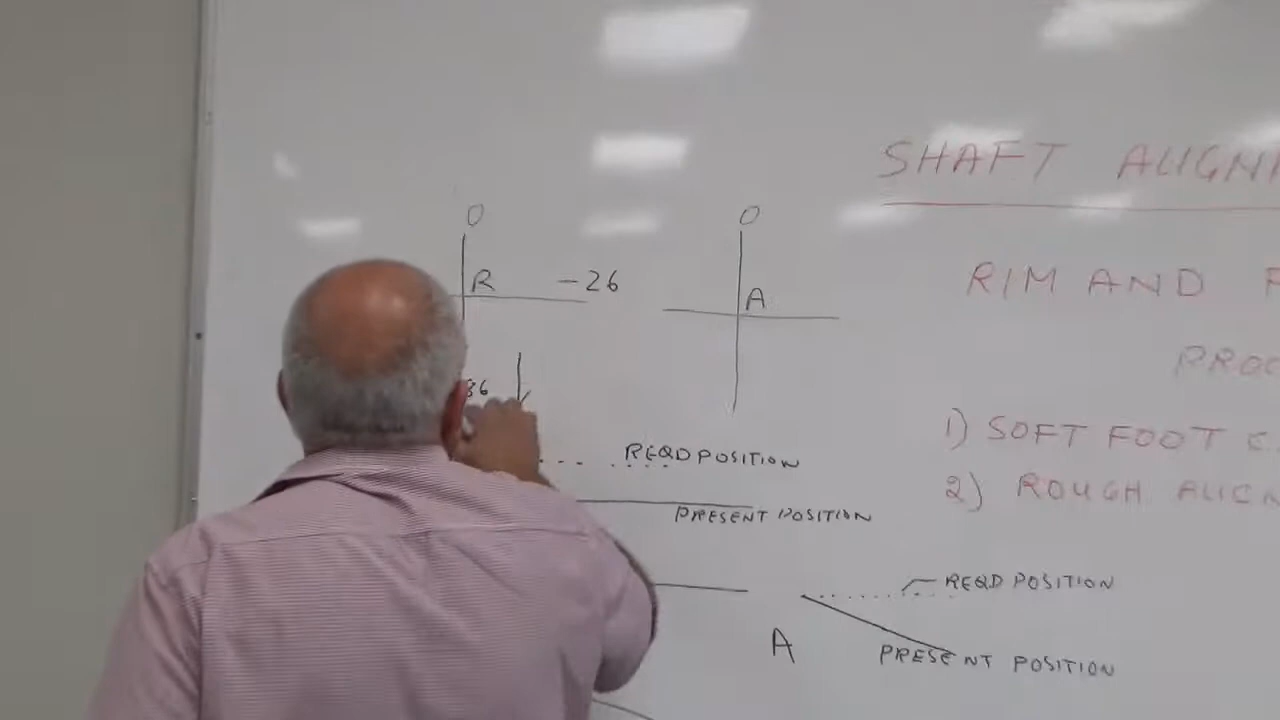 0
R
-26
36
0
A
SHAFT
RIM AND
1) SOFT FOOT
2) ROUGH
REQD POSITION
PRESENT POSITION
REQD POSITION
A
PRESENT POSITION